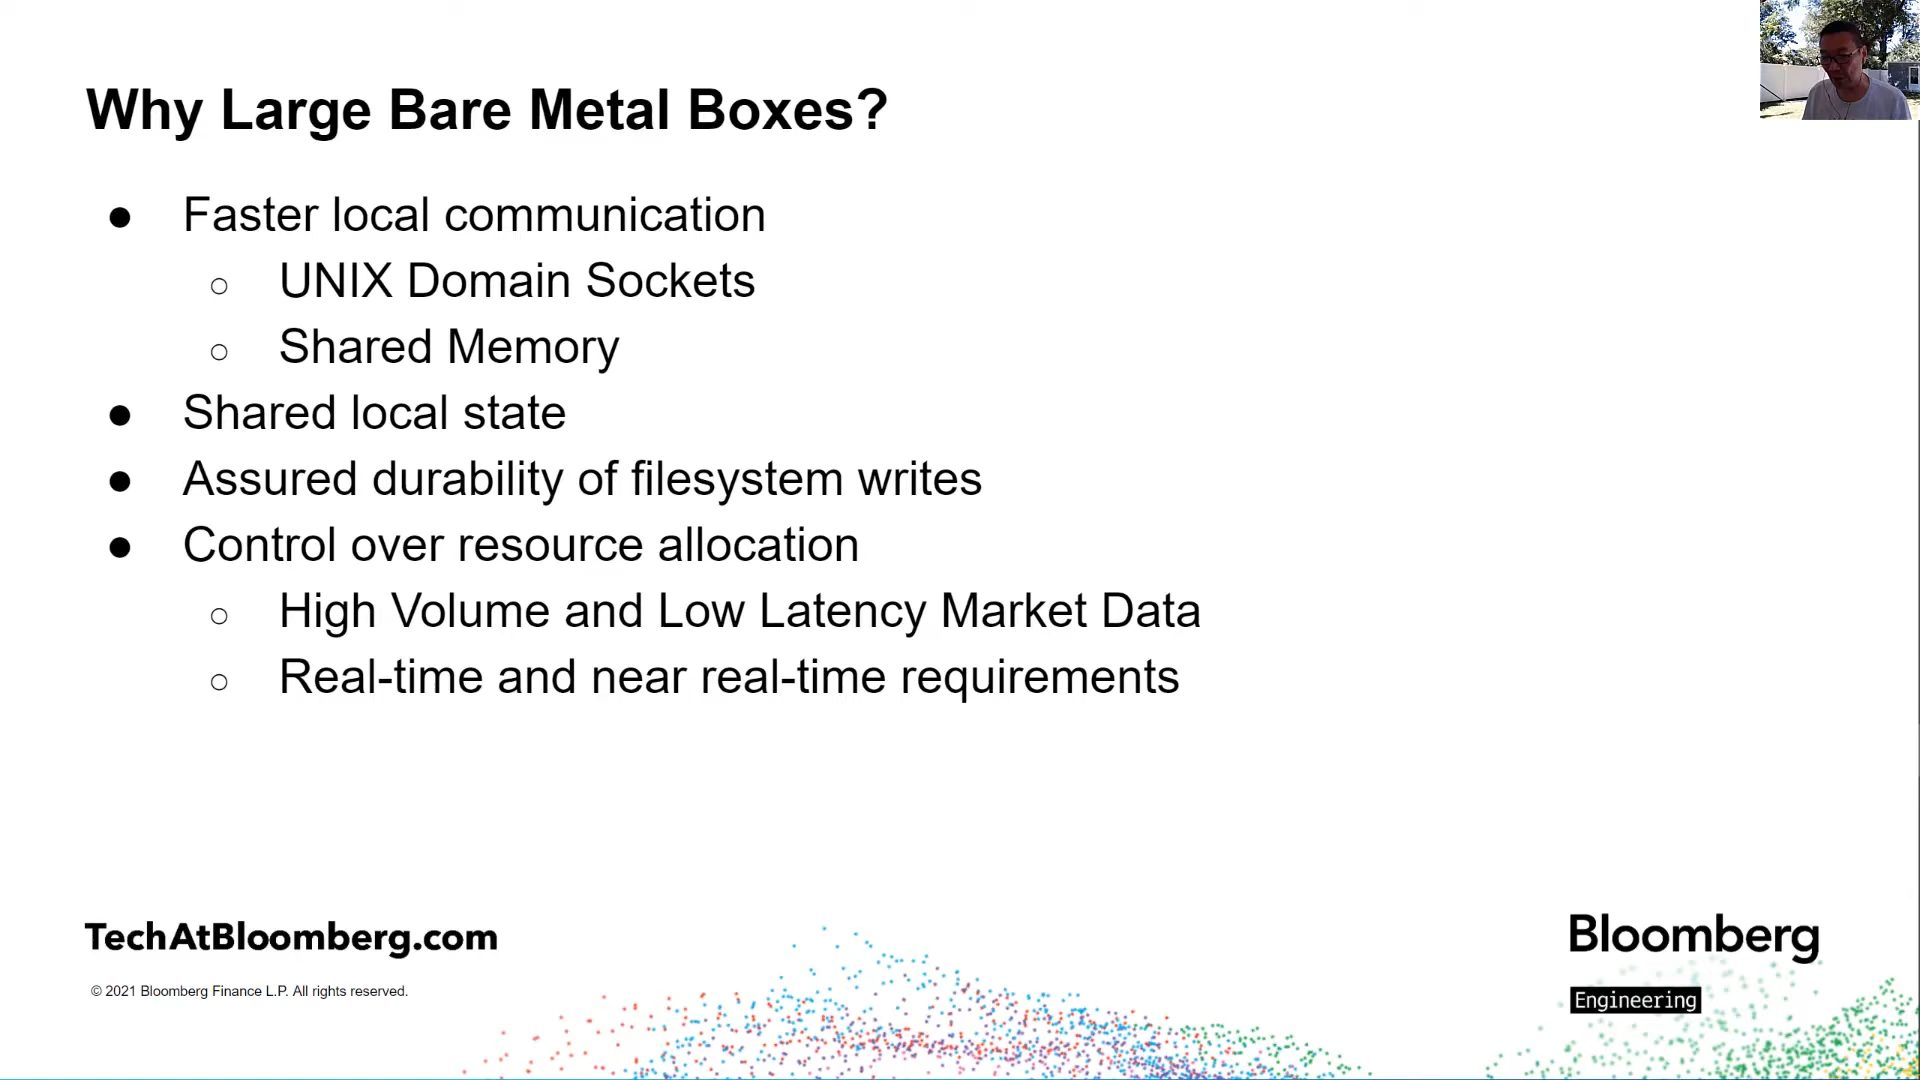 Why Large Bare Metal Boxes?
● Faster local communication
○ UNIX Domain Sockets
○ Shared Memory
● Shared local state
● Assured durability of filesystem writes
● Control over resource allocation
○ High Volume and Low Latency Market Data
○ Real-time and near real-time requirements
TechAtBloomberg.com
© 2021 Bloomberg Finance L.P. All rights reserved.
Bloomberg
Engineering